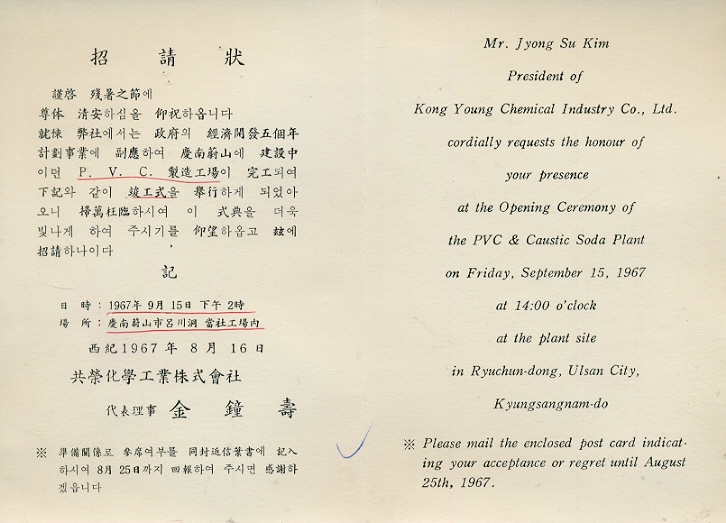 招請狀
謹啓 殘暑之節에
尊体 淸安하심을 仰祝하옵니다
就悚 弊社에서는 政府의 經濟開發五個年
計劃事業에 副應하여 慶南蔚山에 建設中
이던 P. V. C. 製造工場이 完工되여
下記와 같이 竣工式을 擧行하게 되었아
오니 掃萬枉臨하시여 이 式典을 더욱
빛나게 하여 주시기를 仰望하옵고 玆에
招請하나이다
記
日 時 : 1967年 9月 15日 下午 2時
場 所 : 慶南蔚山市呂川洞 當社工場內
西紀 1967 年 8 月 16 日
共榮化學工業株式會社
代表理事 金鐘壽
※ 準備關係로 參席여부를 同封返信葉書에 記入
하시여 8月 25日까지 回報하여 주시면 感謝하
겠읍니다
Mr. Jyong Su Kim
President of
Kong Young Chemical Industry Co., Ltd.
cordially requests the honour of
your presence
at the Opening Ceremony of
the PVC & Caustic Soda Plant
on Friday, September 15, 1967
at 14:00 o'clock
at the plant site
in Ryuchun-dong, Ulsan City,
Kyungsangnam-do
※ Please mail the enclosed post card indicat-
ing your acceptance or regret until August
25th, 1967.